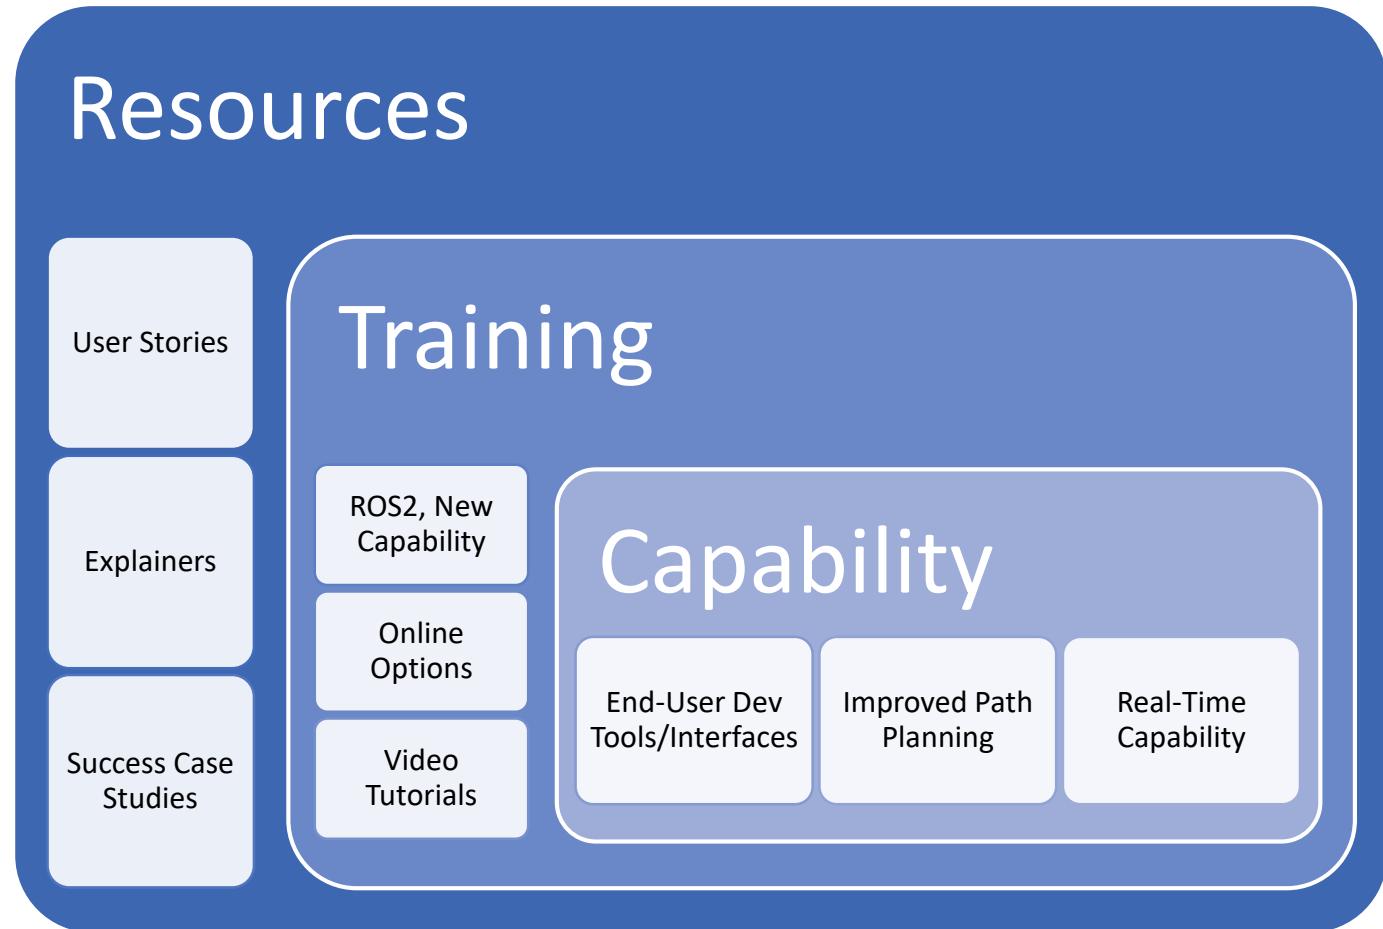 Resources
User Stories
Explainers
Success Case
Studies
Training
ROS2, New
Capability
Online
Options
Video
Tutorials
Capability
End-User Dev
Tools/Interfaces
Improved Path
Planning
Real-Time
Capability